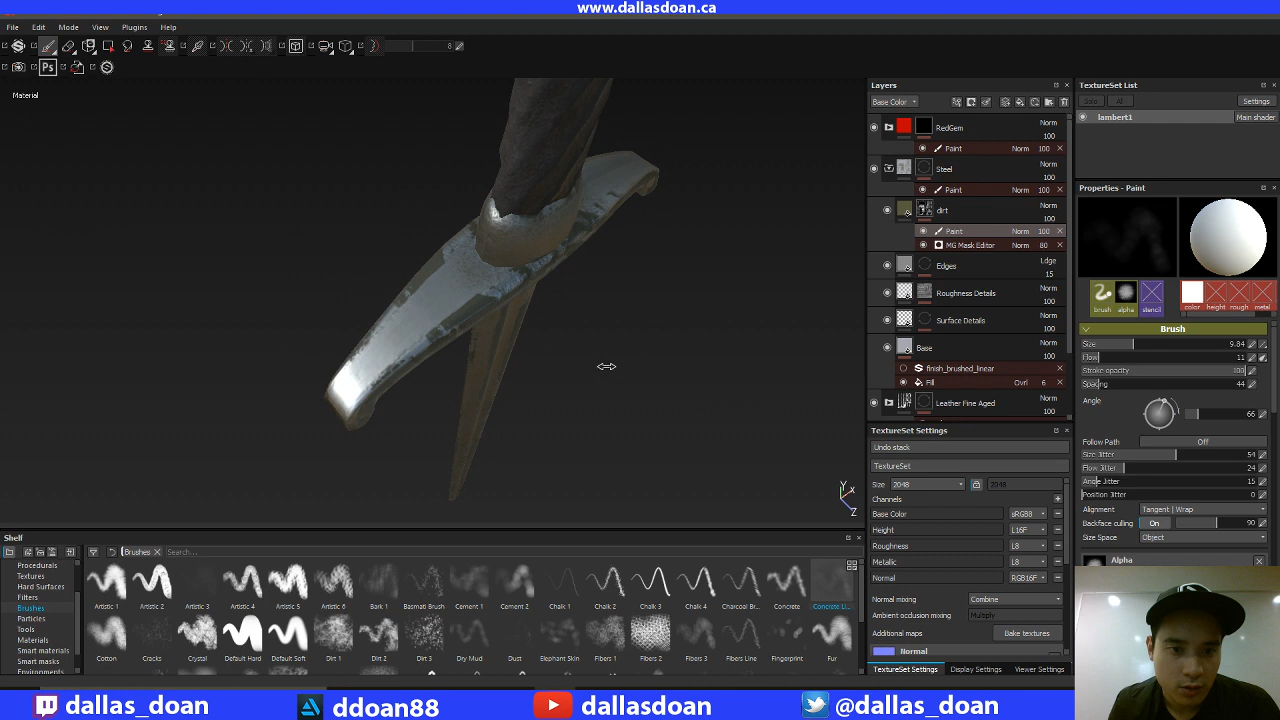 www.dallasdoan.ca
File Edit Mode View Plugins Help
8
Ps
Material
Layers
Base Color
RedGem Norm 100
Paint Norm 100
Steel Norm 100
Paint Norm 100
dirt Norm 100
Paint Norm 100
MG Mask Editor Norm 80
Edges Ldge 15
Roughness Details Norm 100
Surface Details Norm 100
Base Norm 100
finish_brushed_linear
Fill Ovrl 6
Leather Fine Aged Norm 100
TextureSet Settings
Undo stack
TextureSet
Size 2048 2048
Channels
Base Color sRGB8
Height L16F
Roughness L8
Metallic L8
Normal RGB16F
Normal mixing Combine
Ambient occlusion mixing Multiply
Additional maps Bake textures
Normal
TextureSet Settings Display Settings Viewer Settings
TextureSet List
Solo All Settings
lambert1 Main shader
Properties - Paint
brush alpha stencil color height rough metal
Brush
Size 9.84
Flow 11
Stroke opacity 100
Spacing 44
Angle
66
Follow Path Off
Size Jitter 54
Flow Jitter 24
Angle Jitter 15
Position Jitter 0
Alignment Tangent | Wrap
Backface culling On 90
Size Space Object
Alpha
Y
X
Z
Shelf
Brushes Search...
Procedurals
Textures
Hard Surfaces
Filters
Brushes
Particles
Tools
Materials
Smart materials
Smart masks
Environments
Artistic 1 Artistic 2 Artistic 3 Artistic 4 Artistic 5 Artistic 6 Bark 1 Basmati Brush Cement 1 Cement 2 Chalk 1 Chalk 2 Chalk 3 Chalk 4 Charcoal Br... Concrete Concrete Li...
Cotton Cracks Crystal Default Hard Default Soft Dirt 1 Dirt 2 Dirt 3 Dry Mud Dust Elephant Skin Fibers 1 Fibers 2 Fibers 3 Fibers Line Fingerprint Fur
dallas_doan ddoan88 dallasdoan @dallas_doan